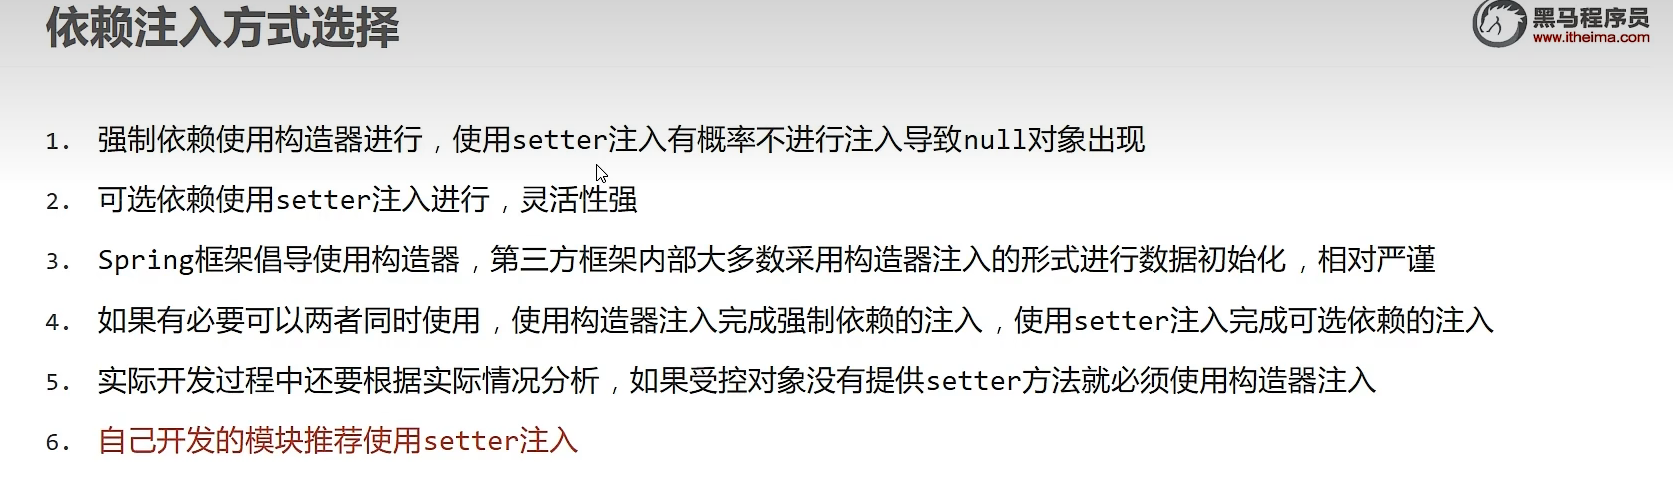 依赖注入方式选择
黑马程序员
www.itheima.com
1. 强制依赖使用构造器进行，使用setter注入有概率不进行注入导致null对象出现
2. 可选依赖使用setter注入进行，灵活性强
3. Spring框架倡导使用构造器，第三方框架内部大多数采用构造器注入的形式进行数据初始化，相对严谨
4. 如果有必要可以两者同时使用，使用构造器注入完成强制依赖的注入，使用setter注入完成可选依赖的注入
5. 实际开发过程中还要根据实际情况分析，如果受控对象没有提供setter方法就必须使用构造器注入
6. 自己开发的模块推荐使用setter注入